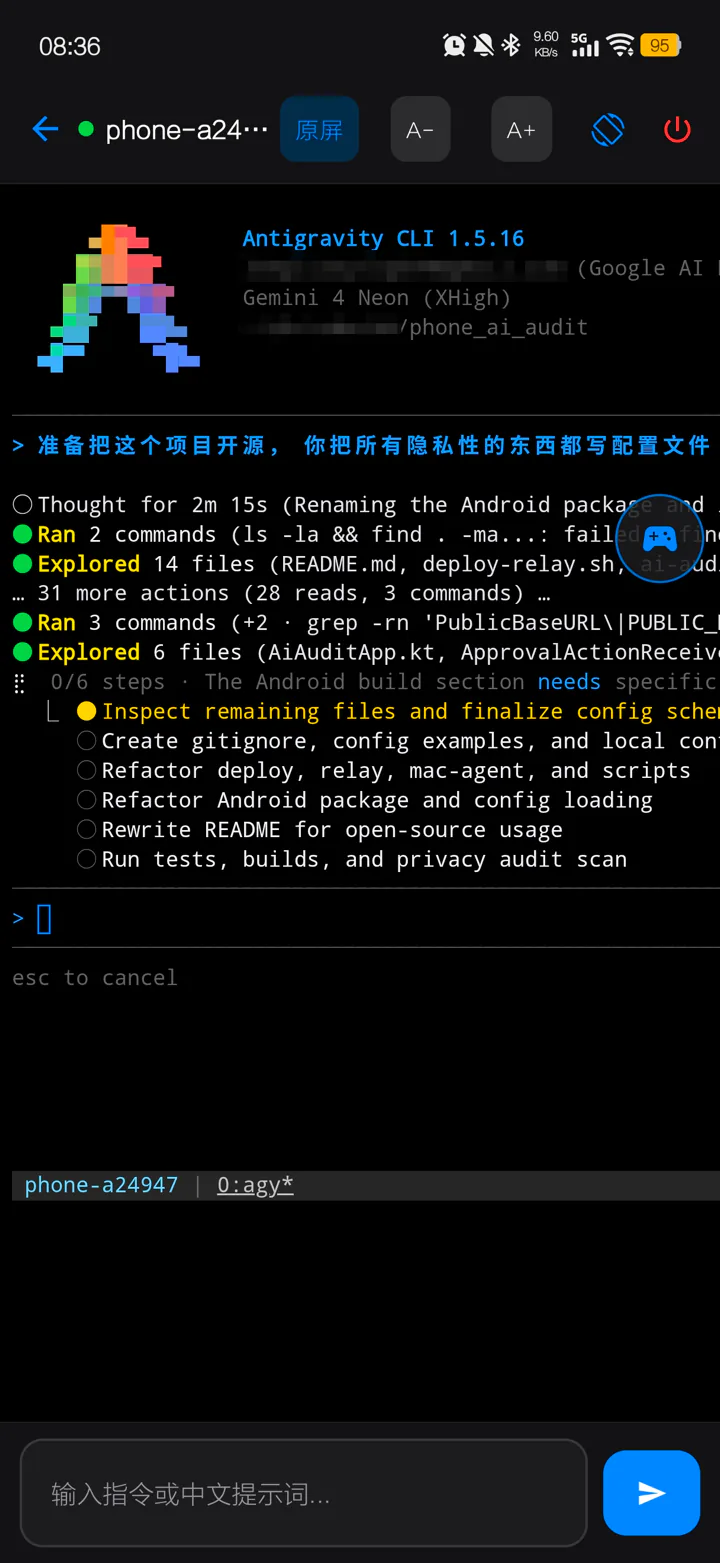 08:36
9.60 KB/s 5G 95
phone-a24… 原屏 A- A+
Antigravity CLI 1.5.16
(Google AI
Gemini 4 Neon (XHigh)
/phone_ai_audit
> 准备把这个项目开源， 你把所有隐私性的东西都写配置文件
Thought for 2m 15s (Renaming the Android package and
Ran 2 commands (ls -la && find . -ma...: failed
Explored 14 files (README.md, deploy-relay.sh, ai-audi
… 31 more actions (28 reads, 3 commands) …
Ran 3 commands (+2 · grep -rn 'PublicBaseURL\|PUBLIC_
Explored 6 files (AiAuditApp.kt, ApprovalActionReceive
0/6 steps · The Android build section needs specific
Inspect remaining files and finalize config sche
Create gitignore, config examples, and local con
Refactor deploy, relay, mac-agent, and scripts
Refactor Android package and config loading
Rewrite README for open-source usage
Run tests, builds, and privacy audit scan
>
esc to cancel
phone-a24947 | 0:agy*
输入指令或中文提示词...